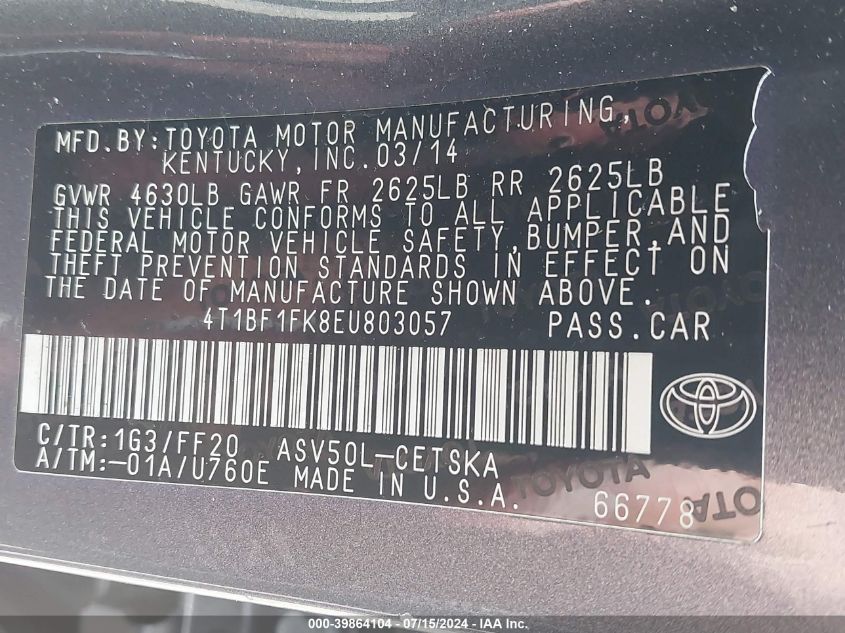 MFD.BY:TOYOTA MOTOR MANUFACTURING,
KENTUCKY,INC.03/14
GVWR 4630LB GAWR FR 2625LB RR 2625LB
THIS VEHICLE CONFORMS TO ALL APPLICABLE
FEDERAL MOTOR VEHICLE SAFETY,BUMPER,AND
THEFT PREVENTION STANDARDS IN EFFECT ON
THE DATE OF MANUFACTURE SHOWN ABOVE.
4T1BF1FK8EU803057 PASS.CAR
C/TR:1G3/FF20 ASV50L-CETSKA
A/TM:-01A/U760E MADE IN U.S.A.
66778
TOYOTA
TOYOTA
000-39864104 - 07/15/2024 - IAA Inc.